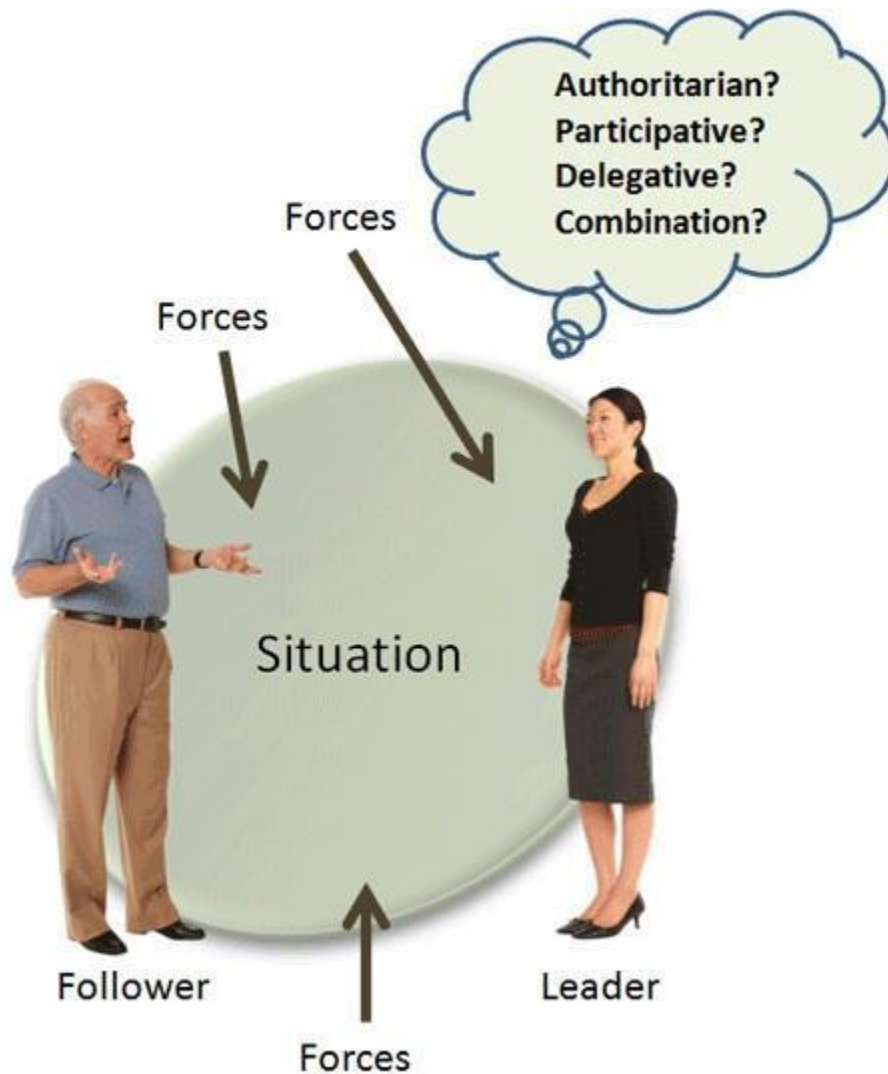 Authoritarian?
Participative?
Delegative?
Combination?
Forces
Forces
Situation
Follower
Leader
Forces